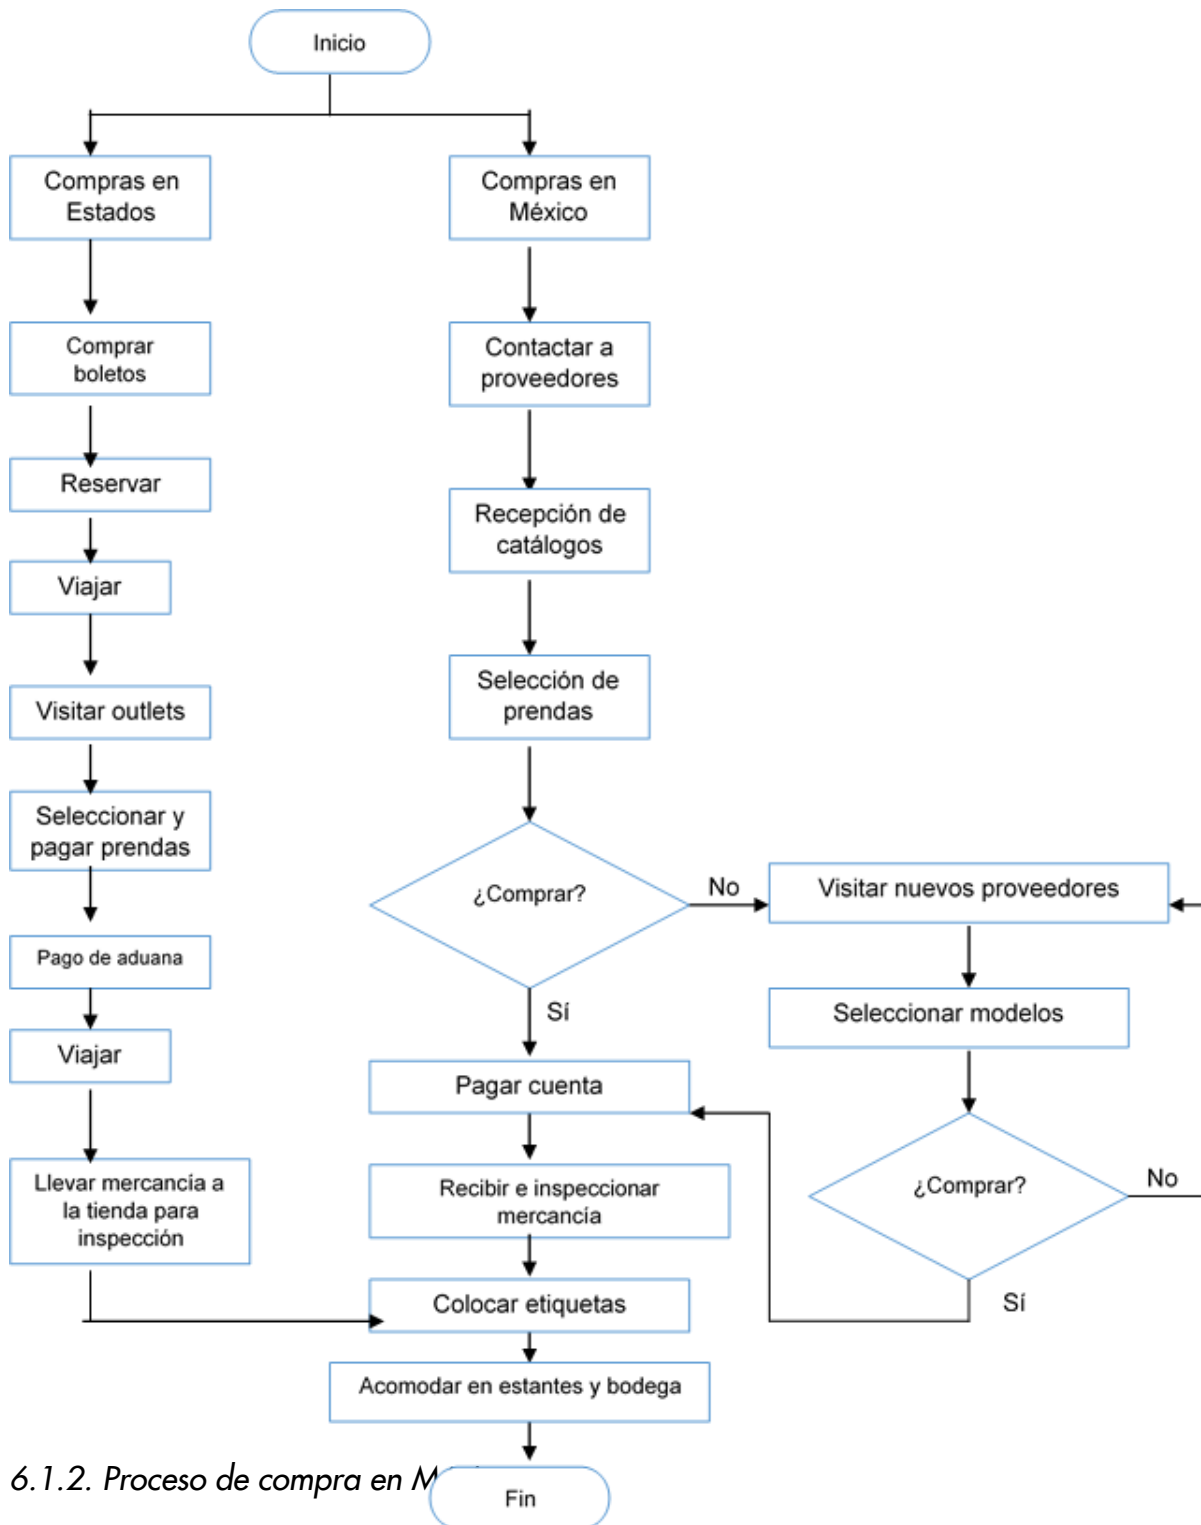 Inicio
Compras en
Estados
Compras en
México
Comprar
boletos
Contactar a
proveedores
Reservar
Recepción de
catálogos
Viajar
Selección de
prendas
Visitar outlets
Seleccionar y
pagar prendas
¿Comprar?
No
Visitar nuevos proveedores
Pago de aduana
Sí
Seleccionar modelos
Viajar
Pagar cuenta
Llevar mercancía a
la tienda para
inspección
Recibir e inspeccionar
mercancía
¿Comprar?
No
Colocar etiquetas
Sí
Acomodar en estantes y bodega
6.1.2. Proceso de compra en
Fin